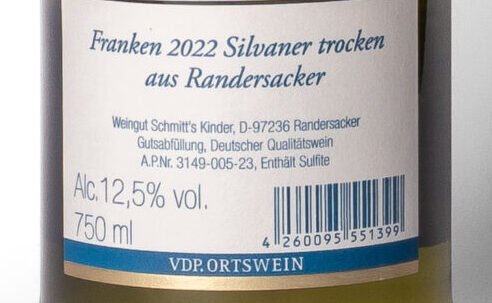 Franken 2022 Silvaner trocken
aus Randersacker
Weingut Schmitt's Kinder, D-97236 Randersacker
Gutsabfüllung, Deutscher Qualitätswein
A.P.Nr. 3149-005-23, Enthält Sulfite
Alc.12,5% vol.
750 ml
4 260095 551399
VDP.ORTSWEIN